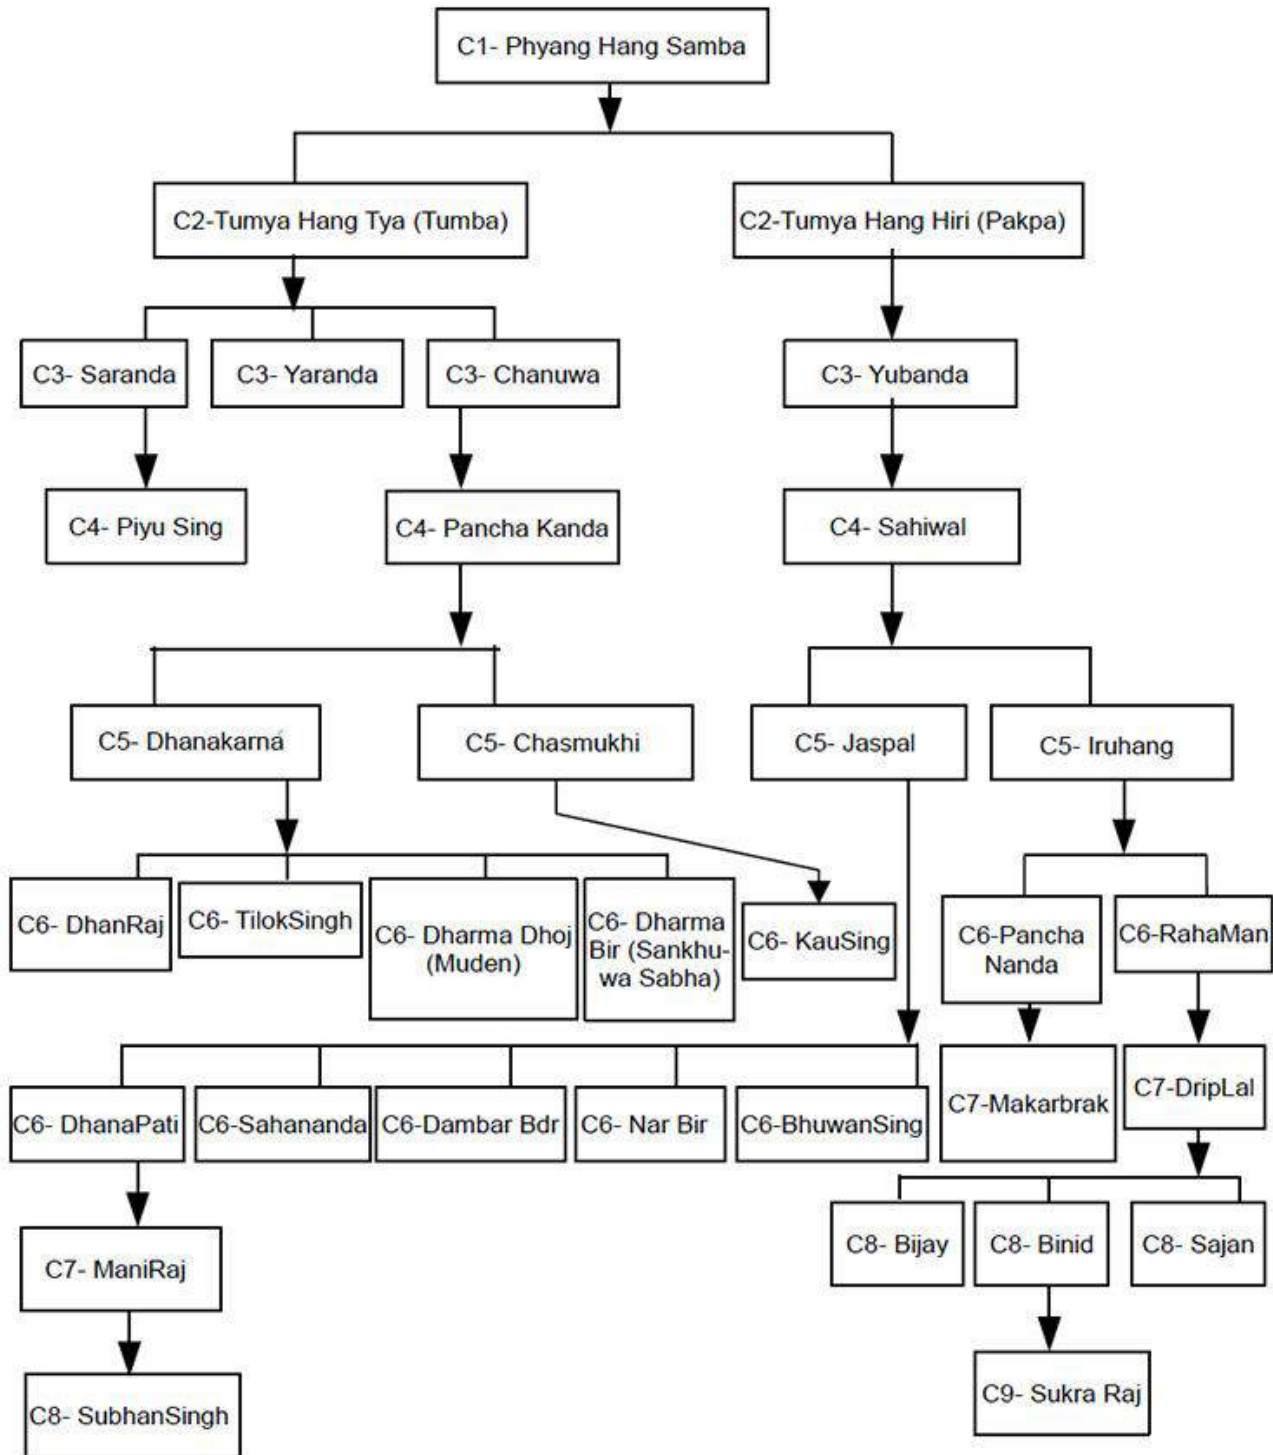 C1- Phyang Hang Samba
C2-Tumya Hang Tya (Tumba)
C2-Tumya Hang Hiri (Pakpa)
C3- Saranda
C3- Yaranda
C3- Chanuwa
C3- Yubanda
C4- Piyu Sing
C4- Pancha Kanda
C4- Sahiwal
C5- Dhanakarná
C5- Chasmukhi
C5- Jaspal
C5- Iruhang
C6- DhanRaj
C6- TilokSingh
C6- Dharma Dhoj
(Muden)
C6- Dharma
Bir (Sankhu-
wa Sabha)
C6- KauSing
C6-Pancha
Nanda
C6-RahaMan
C6- DhanaPati
C6-Sahananda
C6-Dambar Bdr
C6- Nar Bir
C6-BhuwanSing
C7-Makarbrak
C7-DripLal
C7- ManiRaj
C8- Bijay
C8- Binid
C8- Sajan
C8- SubhanSingh
C9- Sukra Raj